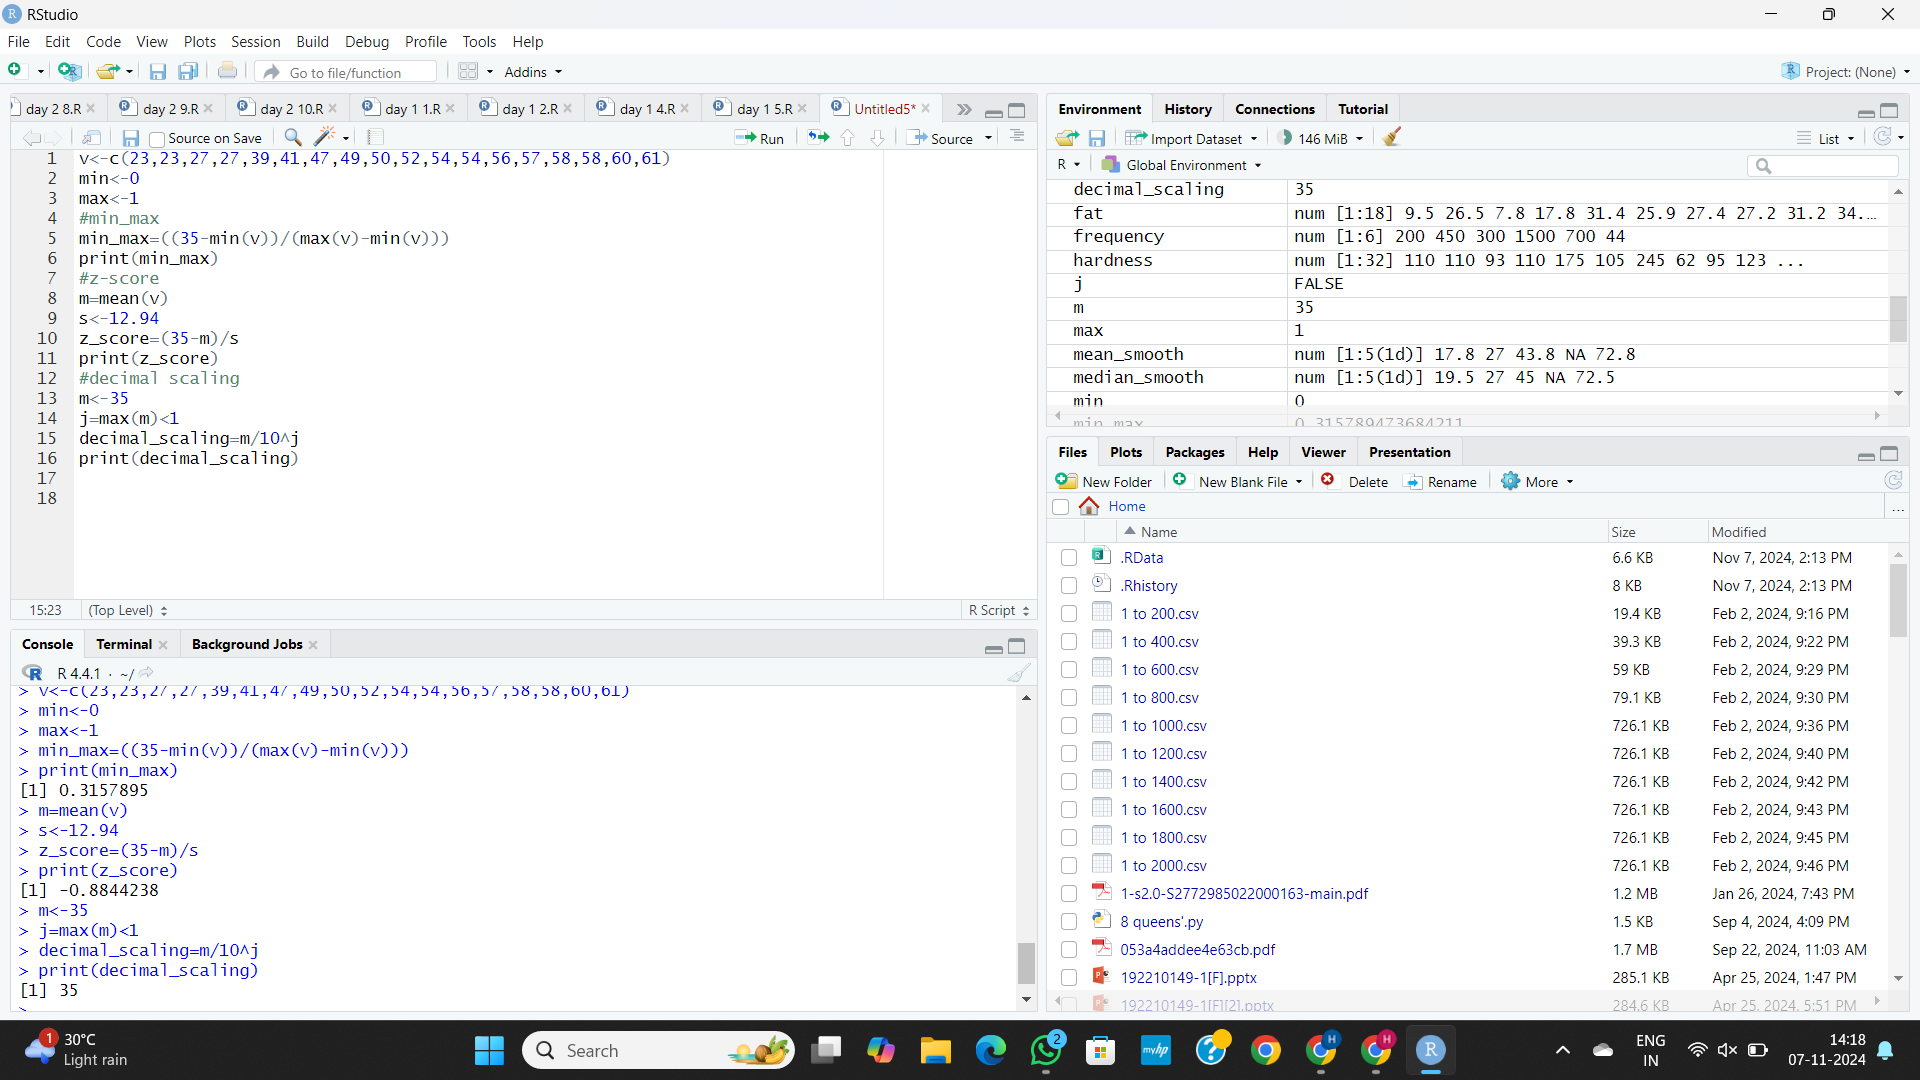 RStudio
File Edit Code View Plots Session Build Debug Profile Tools Help
Go to file/function Addins Project: (None)
day 2 8.R day 2 9.R day 2 10.R day 1 1.R day 1 2.R day 1 4.R day 1 5.R Untitled5*
Source on Save Run Source
1 v<-c(23,23,27,27,39,41,47,49,50,52,54,54,56,57,58,58,60,61)
2 min<-0
3 max<-1
4 #min_max
5 min_max=((35-min(v))/(max(v)-min(v)))
6 print(min_max)
7 #z-score
8 m=mean(v)
9 s<-12.94
10 z_score=(35-m)/s
11 print(z_score)
12 #decimal scaling
13 m<-35
14 j=max(m)<1
15 decimal_scaling=m/10^j
16 print(decimal_scaling)
17
18
15:23 (Top Level) R Script
Console Terminal Background Jobs
R 4.4.1 · ~/
> v<-c(23,23,27,27,39,41,47,49,50,52,54,54,56,57,58,58,60,61)
> min<-0
> max<-1
> min_max=((35-min(v))/(max(v)-min(v)))
> print(min_max)
[1] 0.3157895
> m=mean(v)
> s<-12.94
> z_score=(35-m)/s
> print(z_score)
[1] -0.8844238
> m<-35
> j=max(m)<1
> decimal_scaling=m/10^j
> print(decimal_scaling)
[1] 35
>
Environment History Connections Tutorial
Import Dataset 146 MiB List
R Global Environment
decimal_scaling 35
fat num [1:18] 9.5 26.5 7.8 17.8 31.4 25.9 27.4 27.2 31.2 34.…
frequency num [1:6] 200 450 300 1500 700 44
hardness num [1:32] 110 110 93 110 175 105 245 62 95 123 ...
j FALSE
m 35
max 1
mean_smooth num [1:5(1d)] 17.8 27 43.8 NA 72.8
median_smooth num [1:5(1d)] 19.5 27 45 NA 72.5
min 0
min_max 0.315789473684211
Files Plots Packages Help Viewer Presentation
New Folder New Blank File Delete Rename More
Home ...
Name Size Modified
.RData 6.6 KB Nov 7, 2024, 2:13 PM
.Rhistory 8 KB Nov 7, 2024, 2:13 PM
1 to 200.csv 19.4 KB Feb 2, 2024, 9:16 PM
1 to 400.csv 39.3 KB Feb 2, 2024, 9:22 PM
1 to 600.csv 59 KB Feb 2, 2024, 9:29 PM
1 to 800.csv 79.1 KB Feb 2, 2024, 9:30 PM
1 to 1000.csv 726.1 KB Feb 2, 2024, 9:36 PM
1 to 1200.csv 726.1 KB Feb 2, 2024, 9:40 PM
1 to 1400.csv 726.1 KB Feb 2, 2024, 9:42 PM
1 to 1600.csv 726.1 KB Feb 2, 2024, 9:43 PM
1 to 1800.csv 726.1 KB Feb 2, 2024, 9:45 PM
1 to 2000.csv 726.1 KB Feb 2, 2024, 9:46 PM
1-s2.0-S2772985022000163-main.pdf 1.2 MB Jan 26, 2024, 7:43 PM
8 queens'.py 1.5 KB Sep 4, 2024, 4:09 PM
053a4addee4e63cb.pdf 1.7 MB Sep 22, 2024, 11:03 AM
192210149-1[F].pptx 285.1 KB Apr 25, 2024, 1:47 PM
192210149-1[F][2].pptx 284.6 KB Apr 25, 2024, 5:51 PM
1 30°C
Light rain
Search
2
myhp
H
H
R
ENG
IN
14:18
07-11-2024